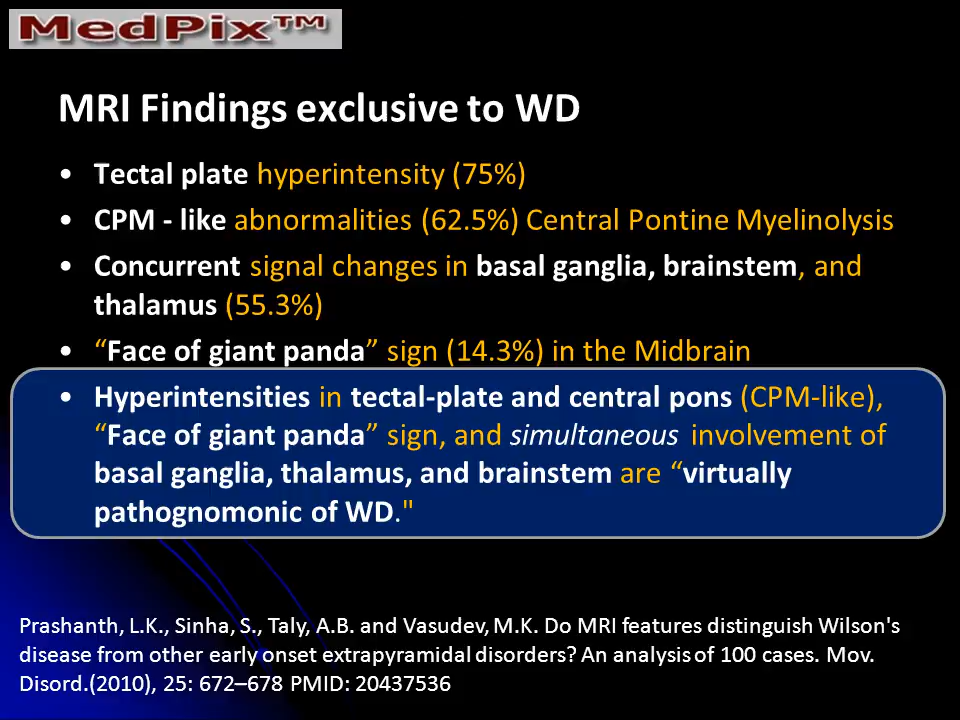 MedPix™
MRI Findings exclusive to WD
• Tectal plate hyperintensity (75%)
• CPM - like abnormalities (62.5%) Central Pontine Myelinolysis
• Concurrent signal changes in basal ganglia, brainstem, and
thalamus (55.3%)
• “Face of giant panda” sign (14.3%) in the Midbrain
• Hyperintensities in tectal-plate and central pons (CPM-like),
“Face of giant panda” sign, and simultaneous involvement of
basal ganglia, thalamus, and brainstem are “virtually
pathognomonic of WD."
Prashanth, L.K., Sinha, S., Taly, A.B. and Vasudev, M.K. Do MRI features distinguish Wilson's
disease from other early onset extrapyramidal disorders? An analysis of 100 cases. Mov.
Disord.(2010), 25: 672–678 PMID: 20437536